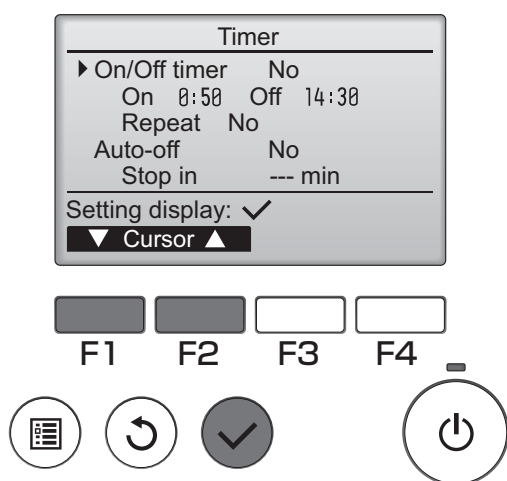 Timer
On/Off timer No
On 0:50 Off 14:30
Repeat No
Auto-off No
Stop in --- min
Setting display: ✓
▼ Cursor ▲
F1 F2 F3 F4